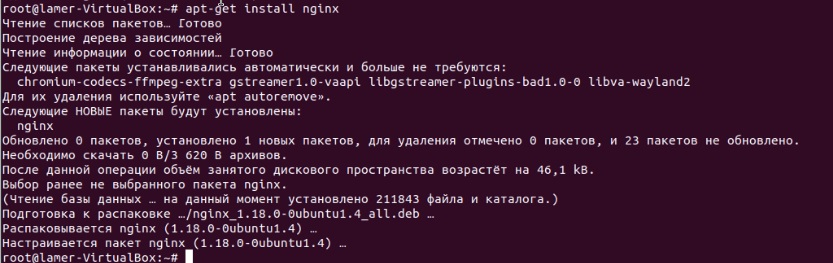 root@lamer-VirtualBox:~# apt-get install nginx
Чтение списков пакетов… Готово
Построение дерева зависимостей
Чтение информации о состоянии… Готово
Следующие пакеты устанавливались автоматически и больше не требуются:
  chromium-codecs-ffmpeg-extra gstreamer1.0-vaapi libgstreamer-plugins-bad1.0-0 libva-wayland2
Для их удаления используйте «apt autoremove».
Следующие НОВЫЕ пакеты будут установлены:
  nginx
Обновлено 0 пакетов, установлено 1 новых пакетов, для удаления отмечено 0 пакетов, и 23 пакетов не обновлено.
Необходимо скачать 0 B/3 620 B архивов.
После данной операции объём занятого дискового пространства возрастёт на 46,1 kB.
Выбор ранее не выбранного пакета nginx.
(Чтение базы данных … на данный момент установлено 211843 файла и каталога.)
Подготовка к распаковке …/nginx_1.18.0-0ubuntu1.4_all.deb …
Распаковывается nginx (1.18.0-0ubuntu1.4) …
Настраивается пакет nginx (1.18.0-0ubuntu1.4) …
root@lamer-VirtualBox:~#